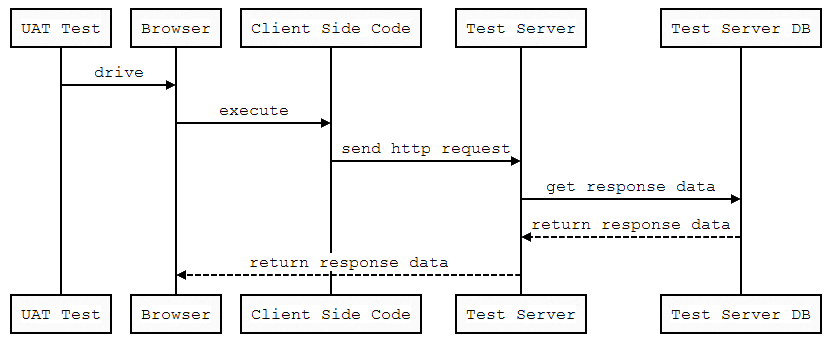 UAT Test
Browser
Client Side Code
Test Server
Test Server DB
drive
execute
send http request
get response data
return response data
return response data
UAT Test
Browser
Client Side Code
Test Server
Test Server DB